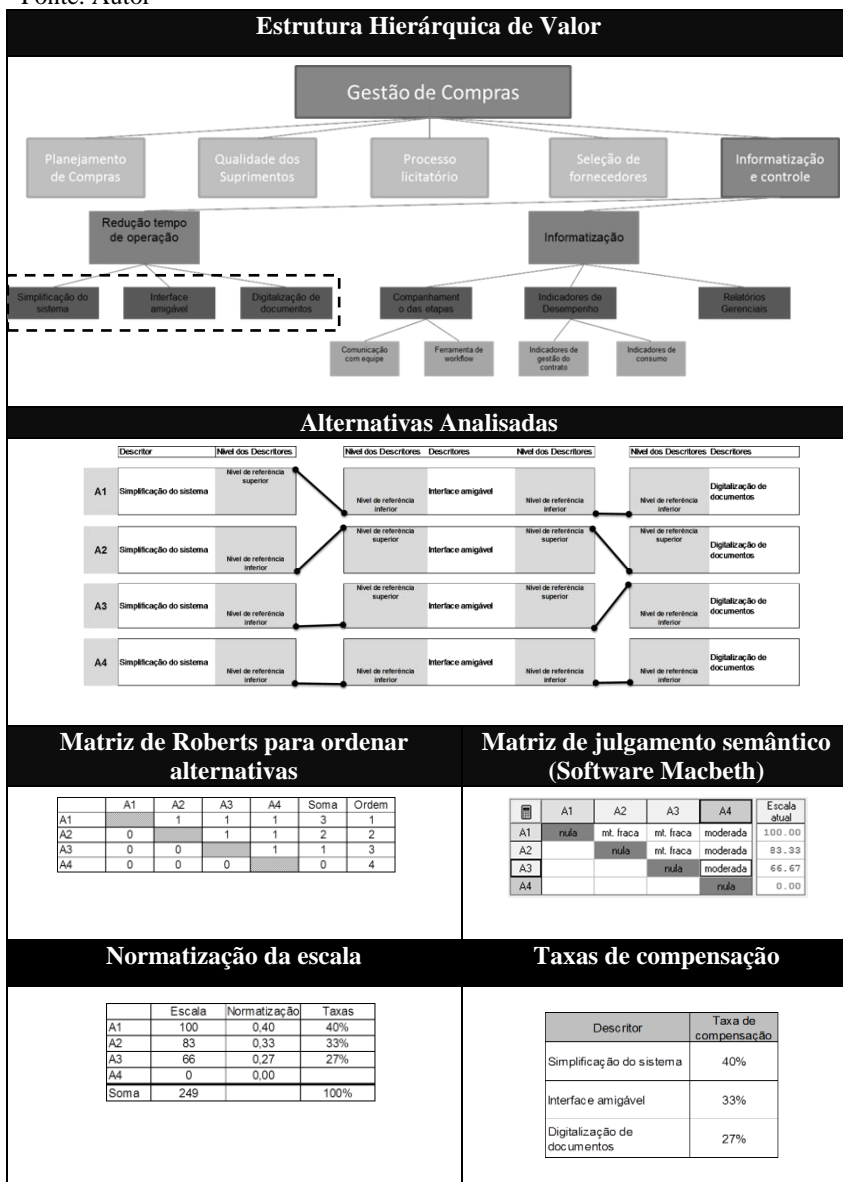 Fonte: Autor
Estrutura Hierárquica de Valor
Gestão de Compras
Planejamento
de Compras
Qualidade dos
Suprimentos
Processo
licitatório
Seleção de
fornecedores
Informatização
e controle
Redução tempo
de operação
Informatização
Simplificação do
sistema
Interface
amigável
Digitalização de
documentos
Companhament
o das etapas
Indicadores de
Desempenho
Relatórios
Gerenciais
Comunicação
com equipe
Ferramenta de
workflow
Indicadores de
gestão do
contrato
Indicadores de
consumo
Alternativas Analisadas
Descritor Nível dos Descritores Nível dos Descritores Descritores Nível dos Descritores Nível dos Descritores Descritores
A1
Simplificação do sistema
Nível de referência
superior
Nível de referência
inferior
Interface amigável
Nível de referência
inferior
Nível de referência
inferior
Digitalização de
documentos
A2
Simplificação do sistema
Nível de referência
inferior
Nível de referência
superior
Interface amigável
Nível de referência
superior
Nível de referência
superior
Digitalização de
documentos
A3
Simplificação do sistema
Nível de referência
inferior
Nível de referência
superior
Interface amigável
Nível de referência
superior
Nível de referência
inferior
Digitalização de
documentos
A4
Simplificação do sistema
Nível de referência
inferior
Nível de referência
inferior
Interface amigável
Nível de referência
inferior
Nível de referência
inferior
Digitalização de
documentos
Matriz de Roberts para ordenar
alternativas
A1 A2 A3 A4 Soma Ordem
A1 1 1 1 3 1
A2 0 1 1 2 2
A3 0 0 1 1 3
A4 0 0 0 0 4
Matriz de julgamento semântico
(Software Macbeth)
A1 A2 A3 A4 Escala
atual
A1 nula mt. fraca mt. fraca moderada 100.00
A2 nula mt. fraca moderada 83.33
A3 nula moderada 66.67
A4 nula 0.00
Normatização da escala
Escala Normatização Taxas
A1 100 0,40 40%
A2 83 0,33 33%
A3 66 0,27 27%
A4 0 0,00
Soma 249 100%
Taxas de compensação
Descritor Taxa de
compensação
Simplificação do sistema 40%
Interface amigável 33%
Digitalização de
documentos 27%